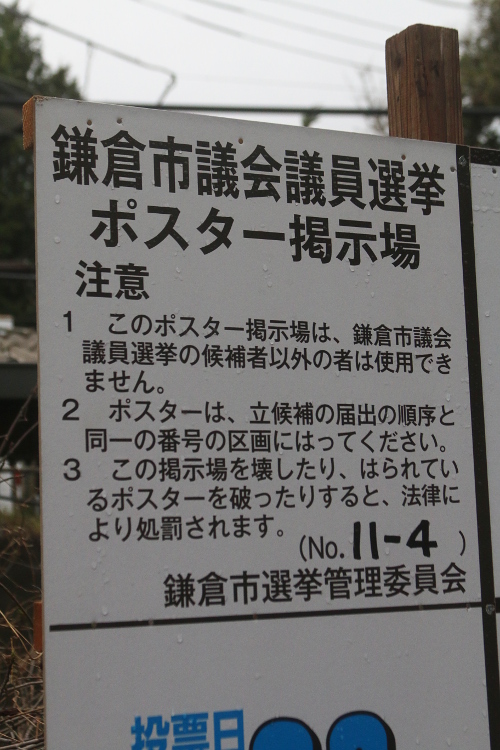 鎌倉市議会議員選挙
ポスター掲示場
注意
1 このポスター掲示場は、鎌倉市議会
議員選挙の候補者以外の者は使用でき
ません。
2 ポスターは、立候補の届出の順序と
同一の番号の区画にはってください。
3 この掲示場を壊したり、はられてい
るポスターを破ったりすると、法律に
より処罰されます。
(No. 11-4 )
鎌倉市選挙管理委員会
投票日